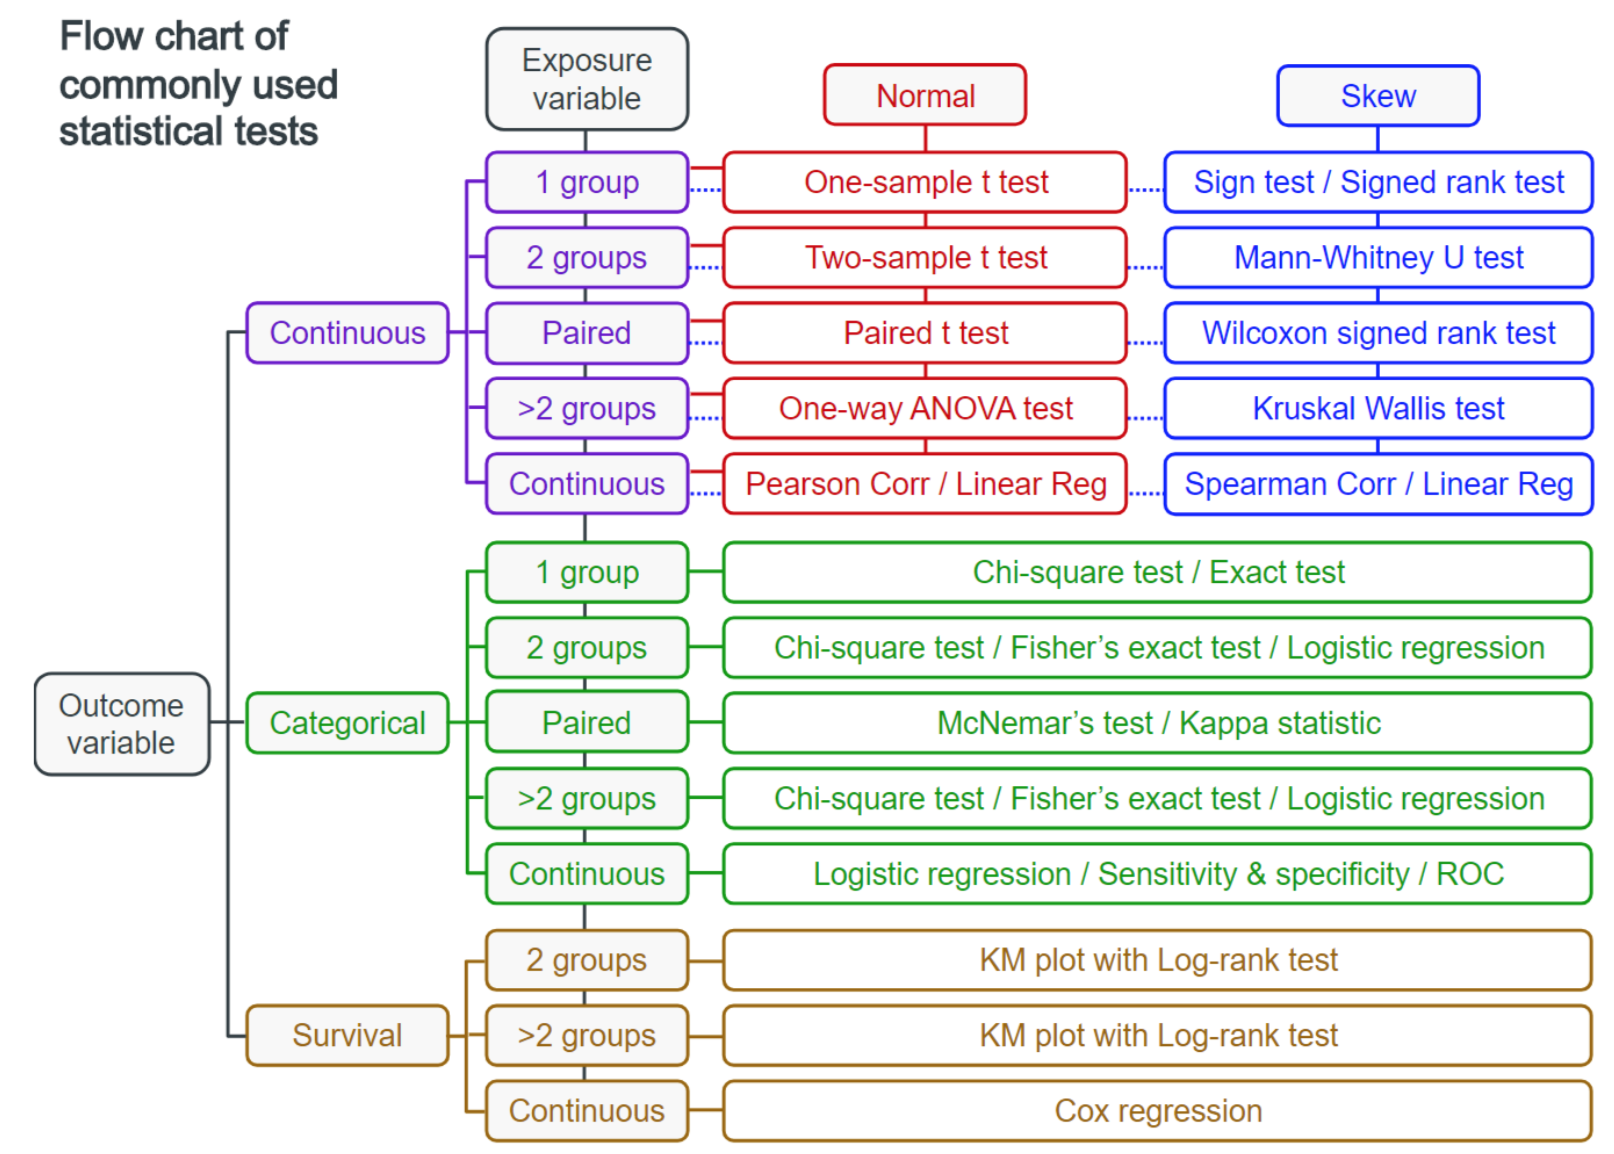 Flow chart of
commonly used
statistical tests
Exposure
variable
Normal
Skew
1 group
One-sample t test
Sign test / Signed rank test
2 groups
Two-sample t test
Mann-Whitney U test
Continuous
Paired
Paired t test
Wilcoxon signed rank test
>2 groups
One-way ANOVA test
Kruskal Wallis test
Continuous
Pearson Corr / Linear Reg
Spearman Corr / Linear Reg
1 group
Chi-square test / Exact test
2 groups
Chi-square test / Fisher’s exact test / Logistic regression
Outcome
variable
Categorical
Paired
McNemar’s test / Kappa statistic
>2 groups
Chi-square test / Fisher’s exact test / Logistic regression
Continuous
Logistic regression / Sensitivity & specificity / ROC
2 groups
KM plot with Log-rank test
Survival
>2 groups
KM plot with Log-rank test
Continuous
Cox regression